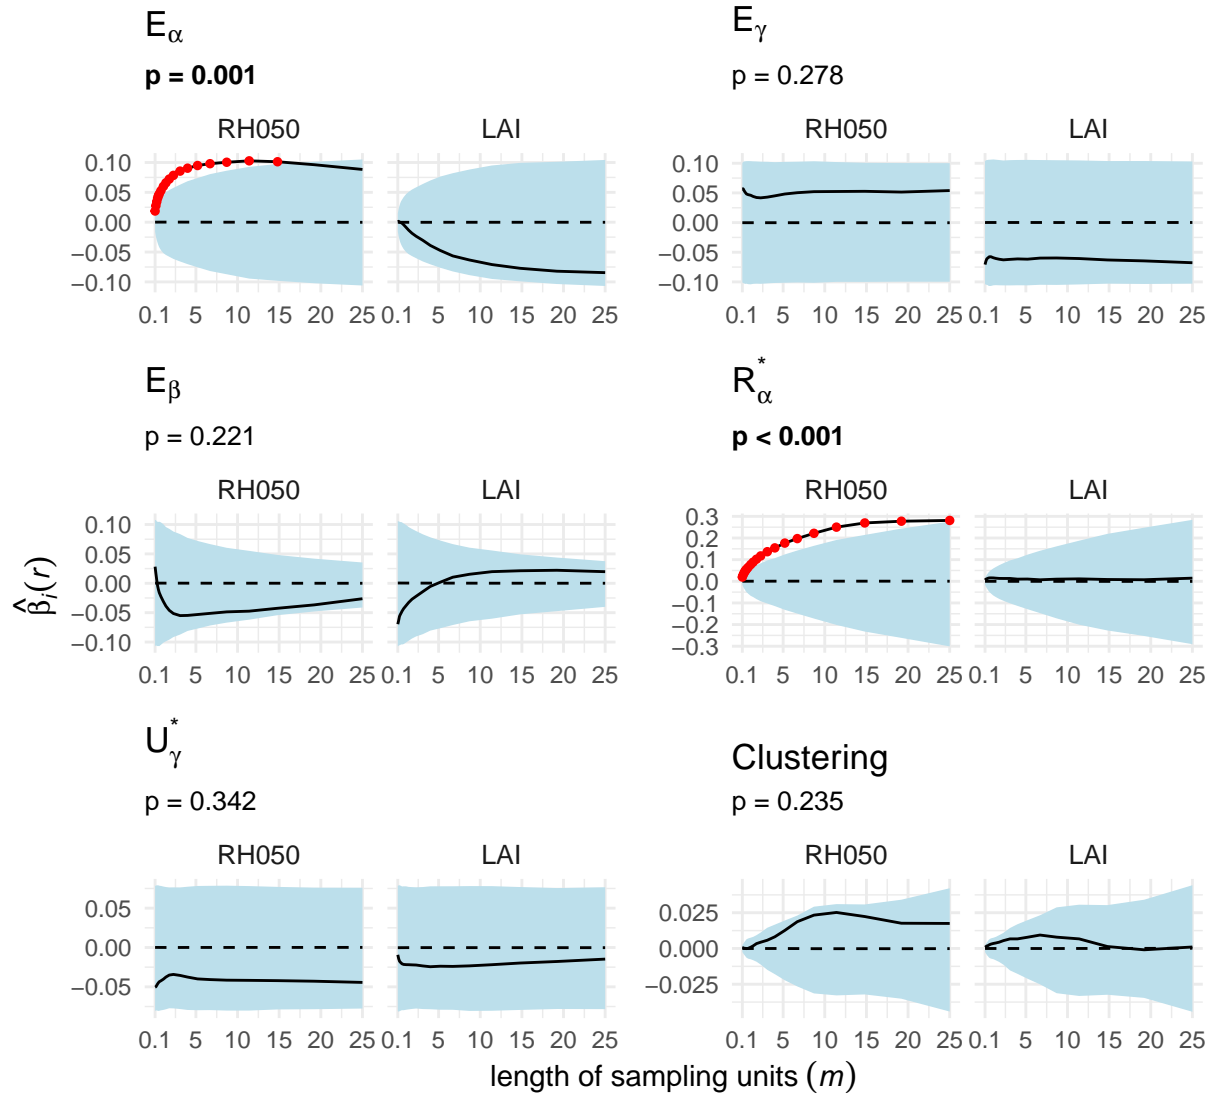 E_α
p = 0.001
RH050 LAI
0.10
0.05
0.00
−0.05
−0.10
0.1 5 10 15 20 25 0.1 5 10 15 20 25
E_γ
p = 0.278
RH050 LAI
0.10
0.05
0.00
−0.05
−0.10
0.1 5 10 15 20 25 0.1 5 10 15 20 25
E_β
p = 0.221
RH050 LAI
0.10
0.05
0.00
−0.05
−0.10
0.1 5 10 15 20 25 0.1 5 10 15 20 25
R*_α
p < 0.001
RH050 LAI
0.3
0.2
0.1
0.0
−0.1
−0.2
−0.3
0.1 5 10 15 20 25 0.1 5 10 15 20 25
U*_γ
p = 0.342
RH050 LAI
0.05
0.00
−0.05
0.1 5 10 15 20 25 0.1 5 10 15 20 25
Clustering
p = 0.235
RH050 LAI
0.025
0.000
−0.025
0.1 5 10 15 20 25 0.1 5 10 15 20 25
β̂_i(r)
length of sampling units (m)